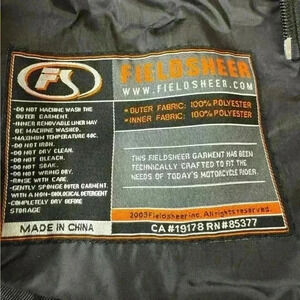 FS
FIELDSHEER
WWW.FIELDSHEER.COM
* OUTER FABRIC: 100% POLYESTER
* INNER FABRIC: 100% POLYESTER
·DO NOT MACHINE WASH THE
OUTER GARMENT.
·INNER REMOVABLE LINER MAY
BE MACHINE WASHED.
·MAXIMUM TEMPERATURE 40C.
·DO NOT IRON.
·DO NOT DRY CLEAN.
·DO NOT BLEACH.
·DO NOT SOAK.
·DO NOT WRING DRY.
·RINSE WITH CARE.
·GENTLY SPONGE OUTER GARMENT
WITH A NON-BIOLOGICAL DETERGENT
·COMPLETELY DRY BEFORE
STORAGE
THIS FIELDSHEER GARMENT HAS BEEN
TECHNICALLY CRAFTED TO FIT THE
NEEDS OF TODAY'S MOTORCYCLE RIDER.
2003 Fieldsheer Inc. All rights reserved.
MADE IN CHINA
CA #19178 RN# 85377